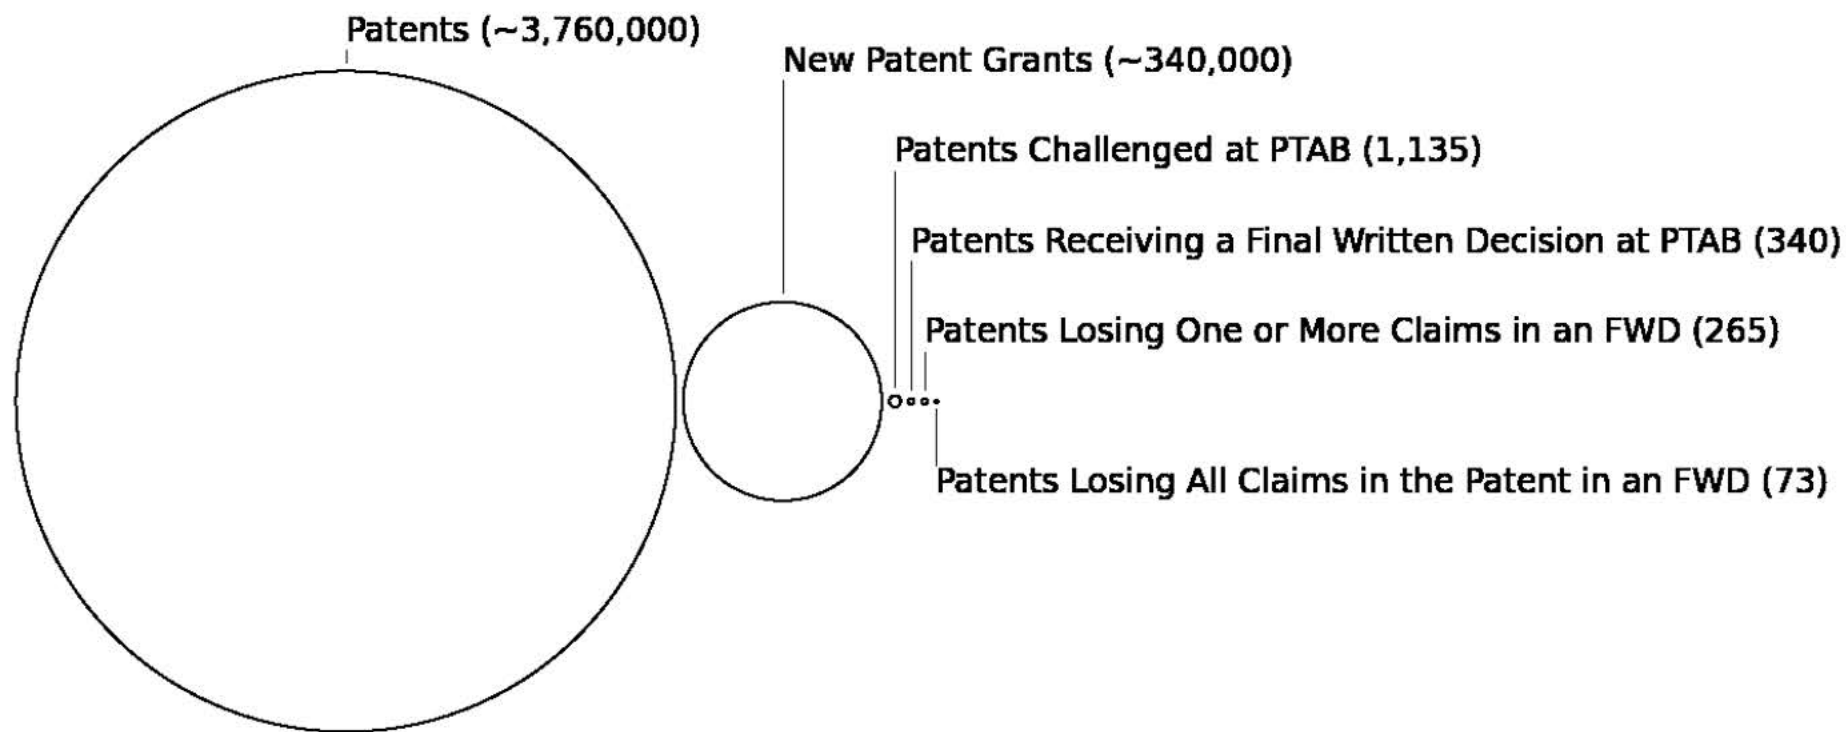 Patents (~3,760,000)
New Patent Grants (~340,000)
Patents Challenged at PTAB (1,135)
Patents Receiving a Final Written Decision at PTAB (340)
Patents Losing One or More Claims in an FWD (265)
Patents Losing All Claims in the Patent in an FWD (73)